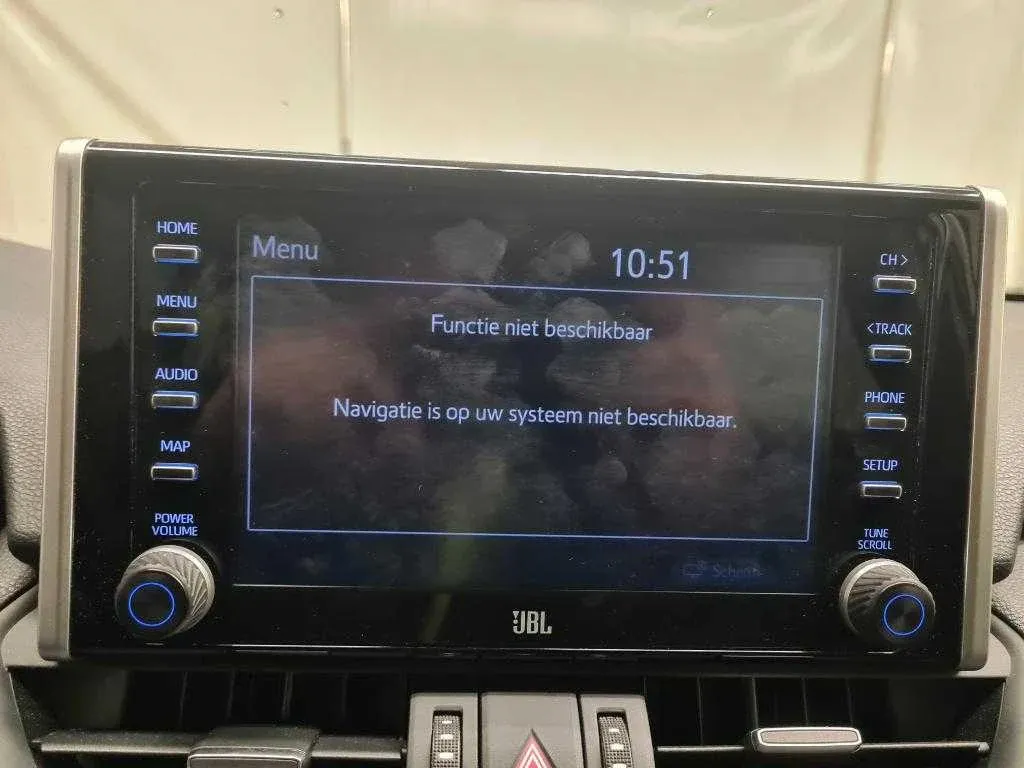 HOME
MENU
AUDIO
MAP
POWER
VOLUME
Menu
10:51
Functie niet beschikbaar
Navigatie is op uw systeem niet beschikbaar.
CH >
<TRACK
PHONE
SETUP
TUNE
SCROLL
JBL